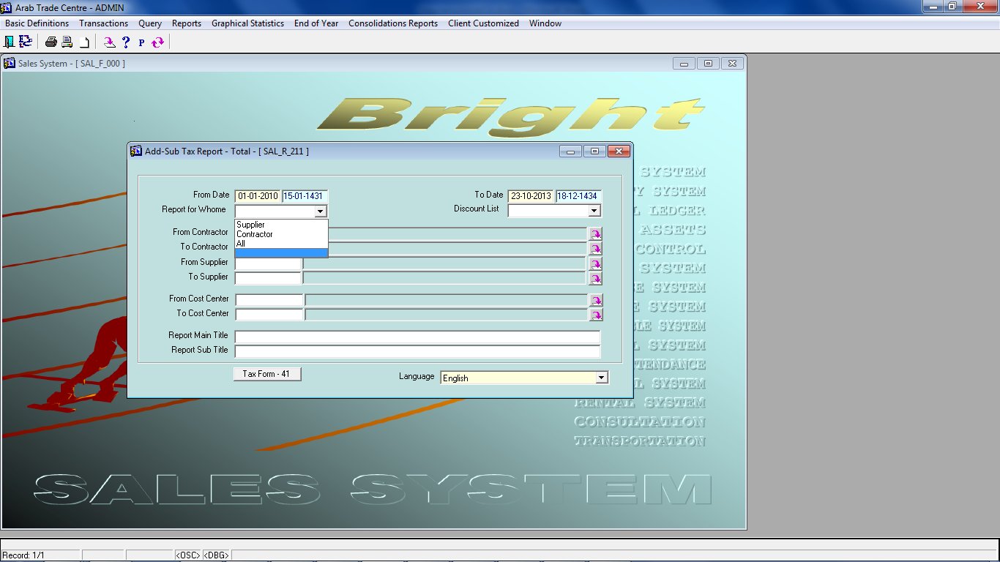 Arab Trade Centre - ADMIN
Basic Definitions Transactions Query Reports Graphical Statistics End of Year Consolidations Reports Client Customized Window
P
Sales System - [ SAL_F_000 ]
Bright
Add-Sub Tax Report - Total - [ SAL_R_211 ]
From Date 01-01-2010 15-01-1431 To Date 23-10-2013 18-12-1434
Report for Whome Discount List
Supplier
Contractor
All
From Contractor
To Contractor
From Supplier
To Supplier
From Cost Center
To Cost Center
Report Main Title
Report Sub Title
Tax Form - 41 Language English
SYSTEM
SYSTEM
LEDGER
ASSETS
CONTROL
SYSTEM
SYSTEM
SYSTEM
SYSTEM
SYSTEM
SYSTEM
RENTAL SYSTEM
CONSULTATION
TRANSPORTATION
SALES SYSTEM
Record: 1/1 <OSC> <DBG>